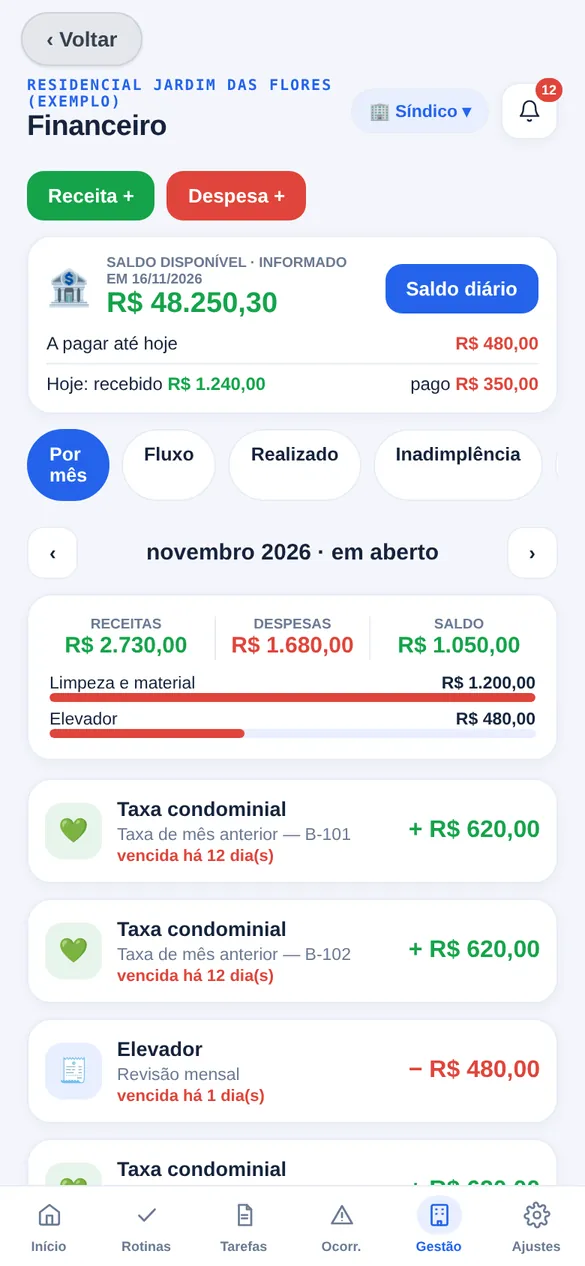 ‹ Voltar
RESIDENCIAL JARDIM DAS FLORES
(EXEMPLO)
Financeiro
Síndico ▾
12
Receita +
Despesa +
SALDO DISPONÍVEL · INFORMADO
EM 16/11/2026
R$ 48.250,30
Saldo diário
A pagar até hoje R$ 480,00
Hoje: recebido R$ 1.240,00 pago R$ 350,00
Por
mês
Fluxo
Realizado
Inadimplência
‹ novembro 2026 · em aberto ›
RECEITAS DESPESAS SALDO
R$ 2.730,00 R$ 1.680,00 R$ 1.050,00
Limpeza e material R$ 1.200,00
Elevador R$ 480,00
Taxa condominial
Taxa de mês anterior — B-101
vencida há 12 dia(s)
+ R$ 620,00
Taxa condominial
Taxa de mês anterior — B-102
vencida há 12 dia(s)
+ R$ 620,00
Elevador
Revisão mensal
vencida há 1 dia(s)
− R$ 480,00
Taxa condominial
Início Rotinas Tarefas Ocorr. Gestão Ajustes